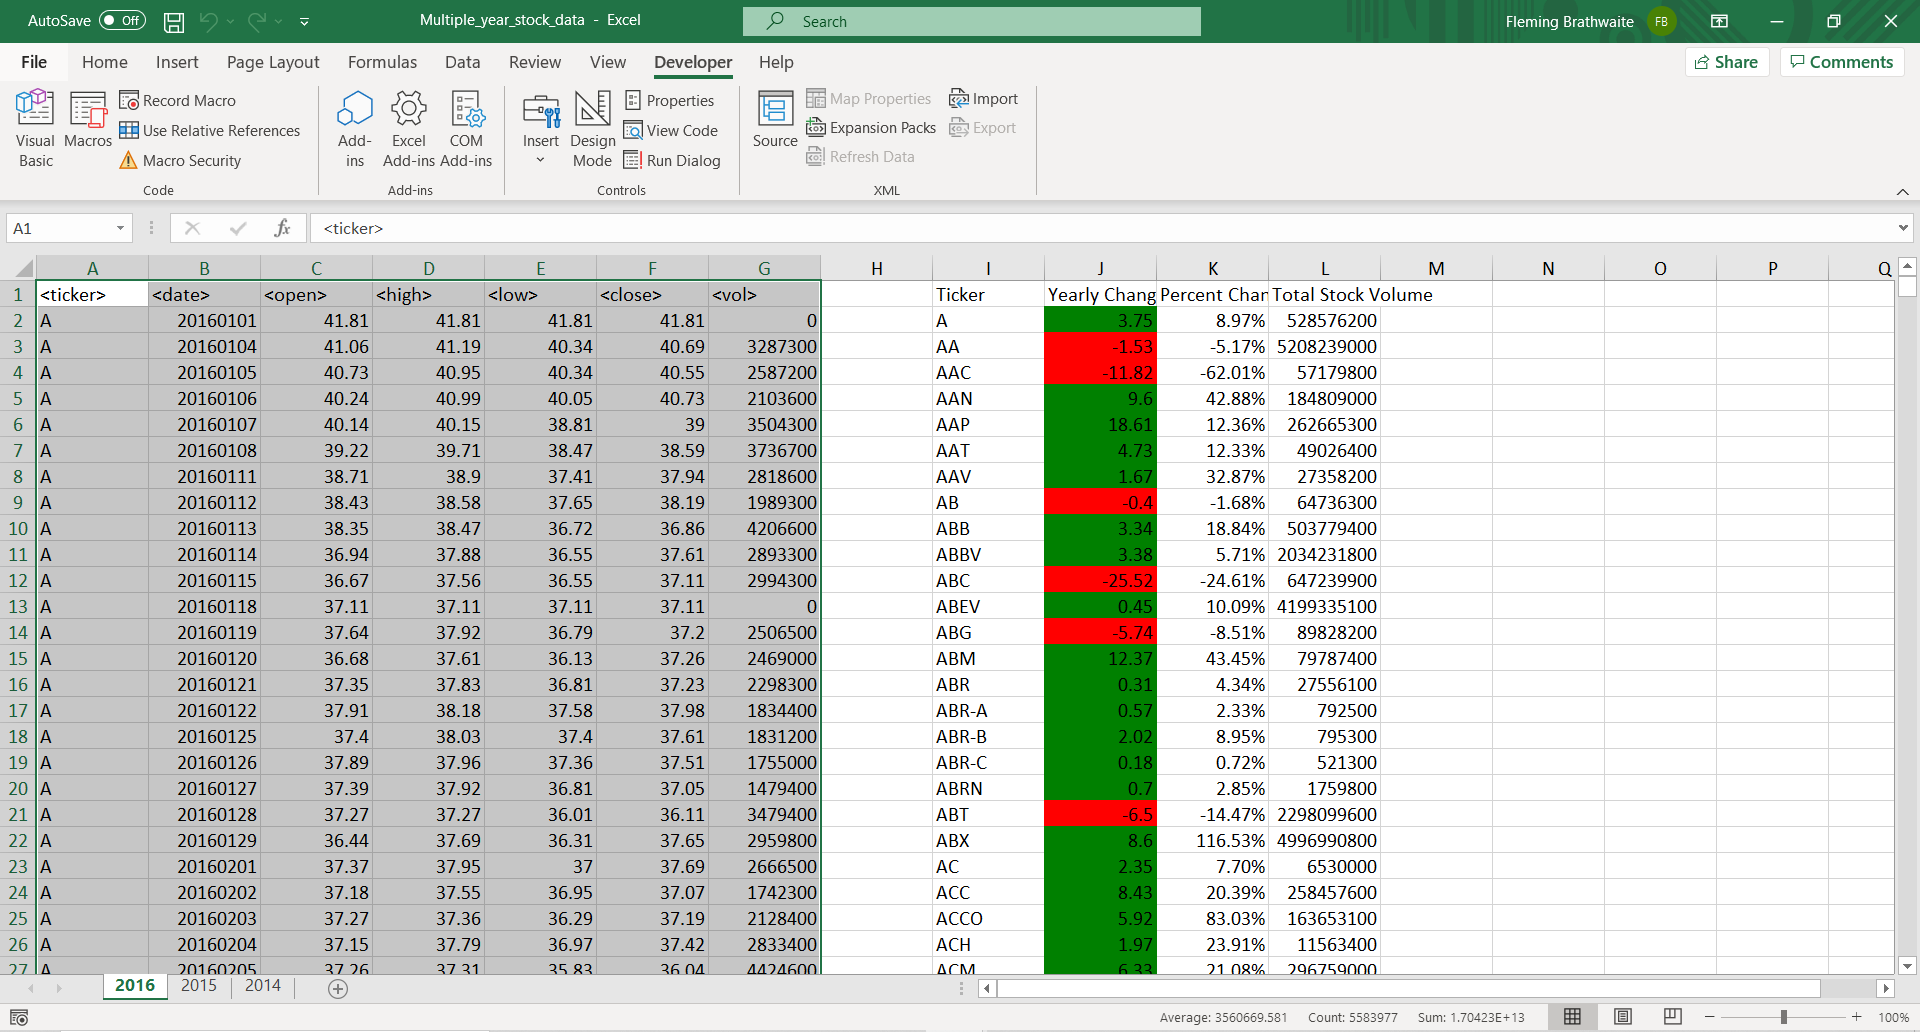 AutoSave Off Multiple_year_stock_data - Excel Search Fleming Brathwaite FB
File Home Insert Page Layout Formulas Data Review View Developer Help Share Comments
Visual Basic Macros Record Macro Use Relative References Macro Security Code
Add-ins Excel Add-ins COM Add-ins Add-ins
Insert Design Mode Properties View Code Run Dialog Controls
Source Map Properties Expansion Packs Refresh Data Import Export XML
A1 fx <ticker>
A B C D E F G H I J K L M N O P Q
1 <ticker> <date> <open> <high> <low> <close> <vol> Ticker Yearly Chang Percent Char Total Stock Volume
2 A 20160101 41.81 41.81 41.81 41.81 0 A 3.75 8.97% 528576200
3 A 20160104 41.06 41.19 40.34 40.69 3287300 AA -1.53 -5.17% 5208239000
4 A 20160105 40.73 40.95 40.34 40.55 2587200 AAC -11.82 -62.01% 57179800
5 A 20160106 40.24 40.99 40.05 40.73 2103600 AAN 9.6 42.88% 184809000
6 A 20160107 40.14 40.15 38.81 39 3504300 AAP 18.61 12.36% 262665300
7 A 20160108 39.22 39.71 38.47 38.59 3736700 AAT 4.73 12.33% 49026400
8 A 20160111 38.71 38.9 37.41 37.94 2818600 AAV 1.67 32.87% 27358200
9 A 20160112 38.43 38.58 37.65 38.19 1989300 AB -0.4 -1.68% 64736300
10 A 20160113 38.35 38.47 36.72 36.86 4206600 ABB 3.34 18.84% 503779400
11 A 20160114 36.94 37.88 36.55 37.61 2893300 ABBV 3.38 5.71% 2034231800
12 A 20160115 36.67 37.56 36.55 37.11 2994300 ABC -25.52 -24.61% 647239900
13 A 20160118 37.11 37.11 37.11 37.11 0 ABEV 0.45 10.09% 4199335100
14 A 20160119 37.64 37.92 36.79 37.2 2506500 ABG -5.74 -8.51% 89828200
15 A 20160120 36.68 37.61 36.13 37.26 2469000 ABM 12.37 43.45% 79787400
16 A 20160121 37.35 37.83 36.81 37.23 2298300 ABR 0.31 4.34% 27556100
17 A 20160122 37.91 38.18 37.58 37.98 1834400 ABR-A 0.57 2.33% 792500
18 A 20160125 37.4 38.03 37.4 37.61 1831200 ABR-B 2.02 8.95% 795300
19 A 20160126 37.89 37.96 37.36 37.51 1755000 ABR-C 0.18 0.72% 521300
20 A 20160127 37.39 37.92 36.81 37.05 1479400 ABRN 0.7 2.85% 1759800
21 A 20160128 37.27 37.27 36.01 36.11 3479400 ABT -6.5 -14.47% 2298099600
22 A 20160129 36.44 37.69 36.31 37.65 2959800 ABX 8.6 116.53% 4996990800
23 A 20160201 37.37 37.95 37 37.69 2666500 AC 2.35 7.70% 6530000
24 A 20160202 37.18 37.55 36.95 37.07 1742300 ACC 8.43 20.39% 258457600
25 A 20160203 37.27 37.36 36.29 37.19 2128400 ACCO 5.92 83.03% 163653100
26 A 20160204 37.15 37.79 36.97 37.42 2833400 ACH 1.97 23.91% 11563400
27 A 20160205 37.26 37.31 35.83 36.04 4424600 ACM 6.33 21.08% 296759000
2016 2015 2014
Average: 3560669.581 Count: 5583977 Sum: 1.70423E+13 100%